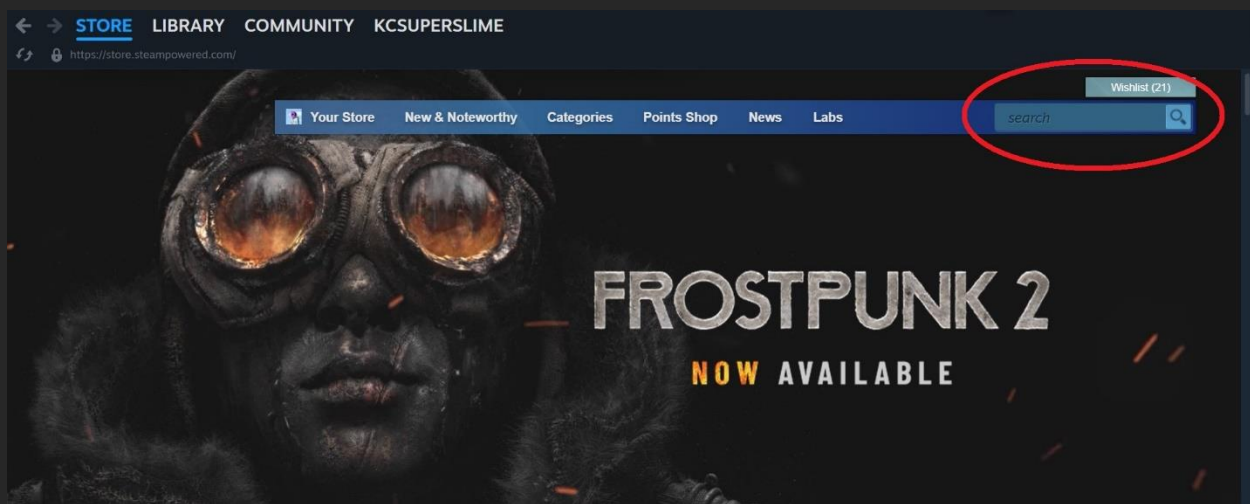 STORE LIBRARY COMMUNITY KCSUPERSLIME
https://store.steampowered.com/
Wishlist (21)
Your Store New & Noteworthy Categories Points Shop News Labs search
FROSTPUNK 2
NOW AVAILABLE